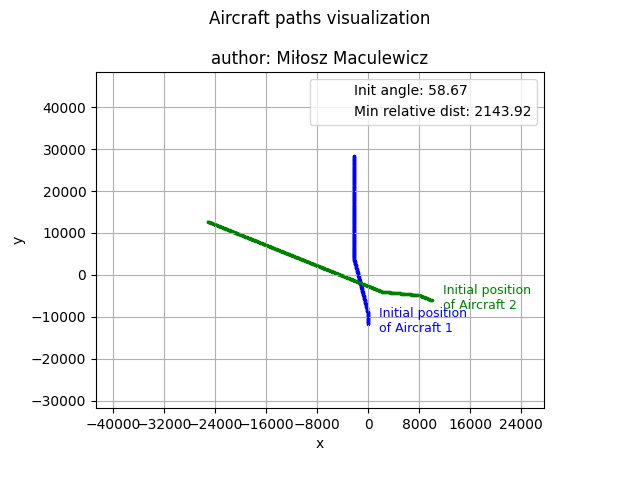 Aircraft paths visualization
author: Miłosz Maculewicz
Init angle: 58.67
Min relative dist: 2143.92
40000
30000
20000
10000
0
−10000
−20000
−30000
y
Initial position
of Aircraft 2
Initial position
of Aircraft 1
−40000 −32000 −24000 −16000 −8000 0 8000 16000 24000
x